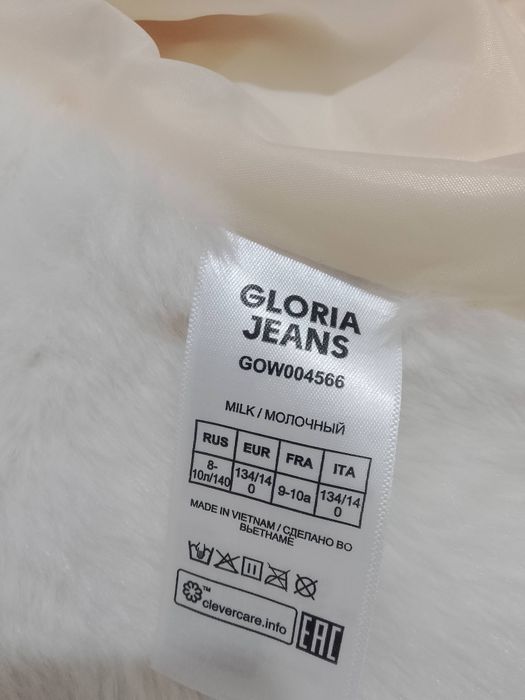 GLORIA
JEANS
GOW004566
MILK / МОЛОЧНЫЙ
RUS EUR FRA ITA
8-
10л/140 134/14
0 9-10a 134/14
0
MADE IN VIETNAM / СДЕЛАНО ВО
ВЬЕТНАМЕ
TM
clevercare.info
EAC